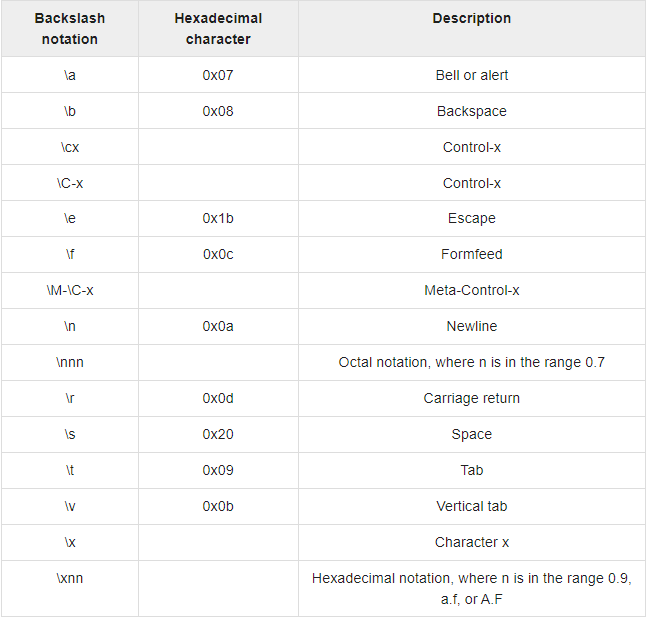 Backslash notation Hexadecimal character Description
\a 0x07 Bell or alert
\b 0x08 Backspace
\cx Control-x
\C-x Control-x
\e 0x1b Escape
\f 0x0c Formfeed
\M-\C-x Meta-Control-x
\n 0x0a Newline
\nnn Octal notation, where n is in the range 0.7
\r 0x0d Carriage return
\s 0x20 Space
\t 0x09 Tab
\v 0x0b Vertical tab
\x Character x
\xnn Hexadecimal notation, where n is in the range 0.9,
a.f, or A.F